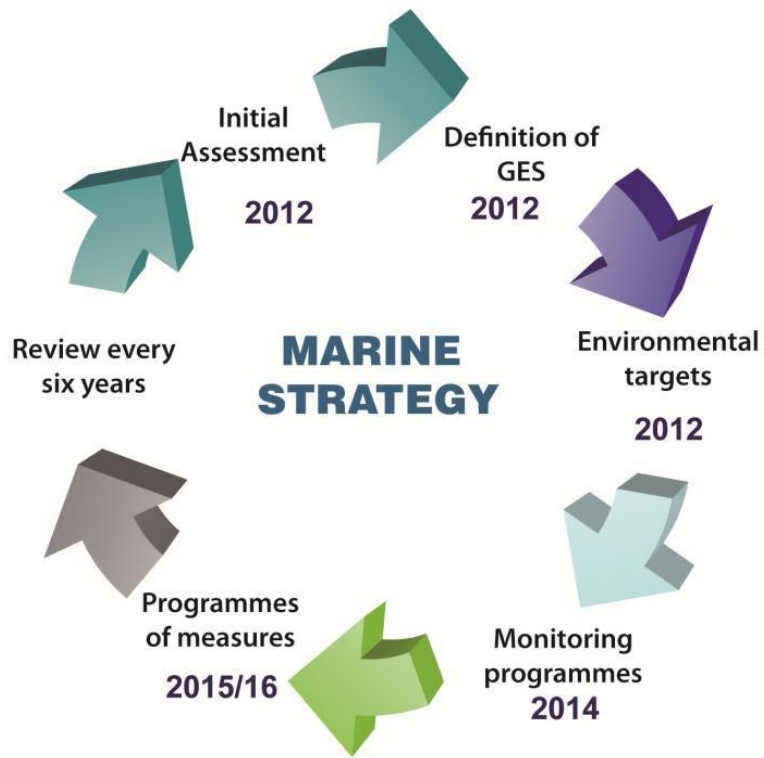 Initial
Assessment
2012
Definition of
GES
2012
Environmental
targets
2012
Monitoring
programmes
2014
Programmes
of measures
2015/16
Review every
six years
MARINE
STRATEGY